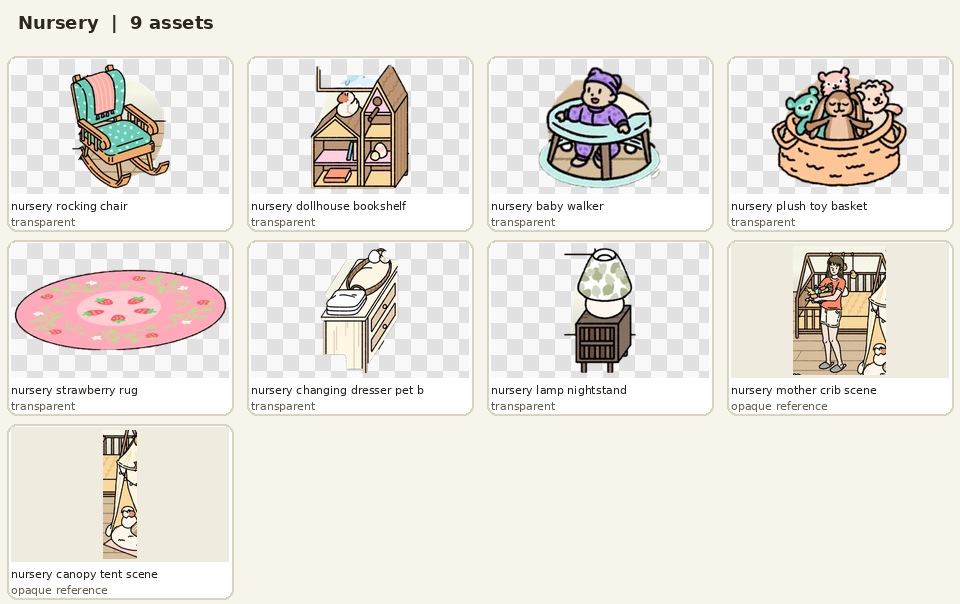 Nursery | 9 assets
nursery rocking chair
transparent
nursery dollhouse bookshelf
transparent
nursery baby walker
transparent
nursery plush toy basket
transparent
nursery strawberry rug
transparent
nursery changing dresser pet b
transparent
nursery lamp nightstand
transparent
nursery mother crib scene
opaque reference
nursery canopy tent scene
opaque reference